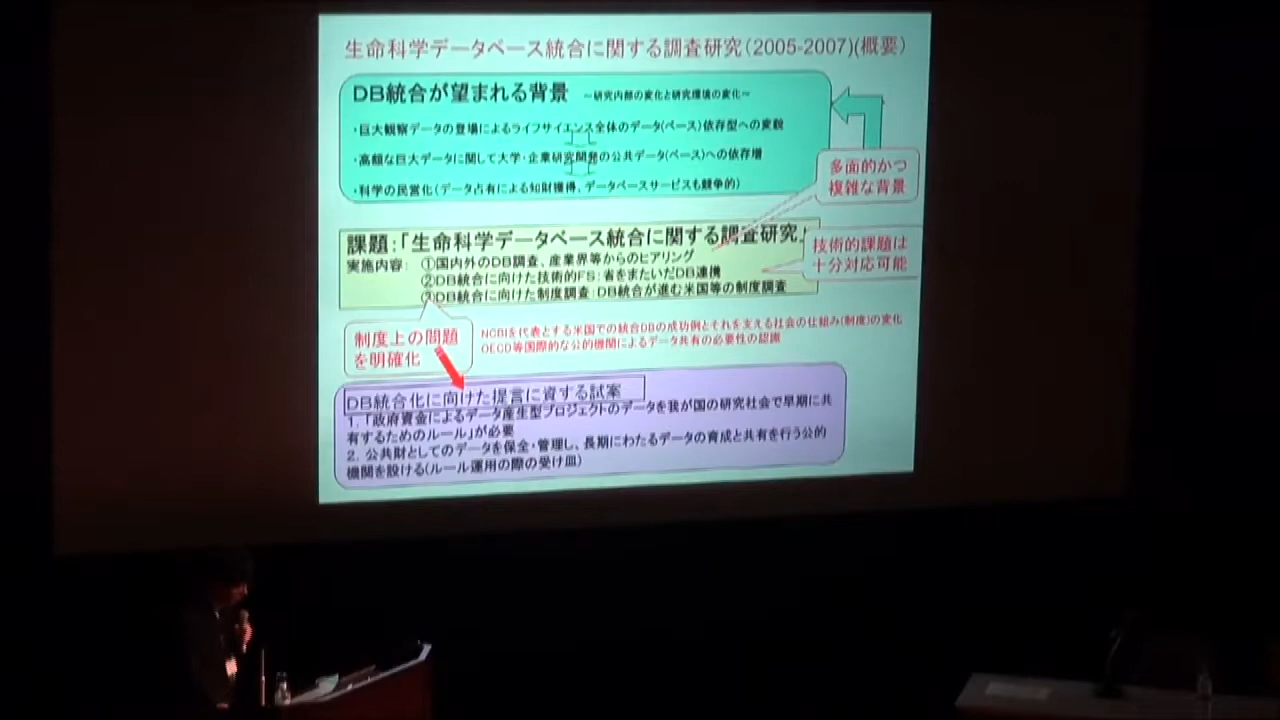 生命科学データベース統合に関する調査研究(2005-2007)(概要)
DB統合が望まれる背景 ～研究内部の変化と研究環境の変化～
・巨大観察データの登場によるライフサイエンス全体のデータ(ベース)依存型への変貌
・高額な巨大データに関して大学・企業研究開発の公共データ(ベース)への依存増
・科学の民営化(データ占有による知財獲得、データベースサービスも競争的)
多面的かつ
複雑な背景
課題:「生命科学データベース統合に関する調査研究」
実施内容: ①国内外のDB調査、産業界等からのヒアリング
②DB統合に向けた技術的FS:省をまたいだDB連携
③DB統合に向けた制度調査:DB統合が進む米国等の制度調査
技術的課題は
十分対応可能
制度上の問題
を明確化
NCBIを代表とする米国での統合DBの成功例とそれを支える社会の仕組み(制度)の変化
OECD等国際的な公的機関によるデータ共有の必要性の認識
DB統合化に向けた提言に資する試案
1.「政府資金によるデータ産生型プロジェクトのデータを我が国の研究社会で早期に共
有するためのルール」が必要
2. 公共財としてのデータを保全・管理し、長期にわたるデータの育成と共有を行う公的
機関を設ける(ルール運用の際の受け皿)